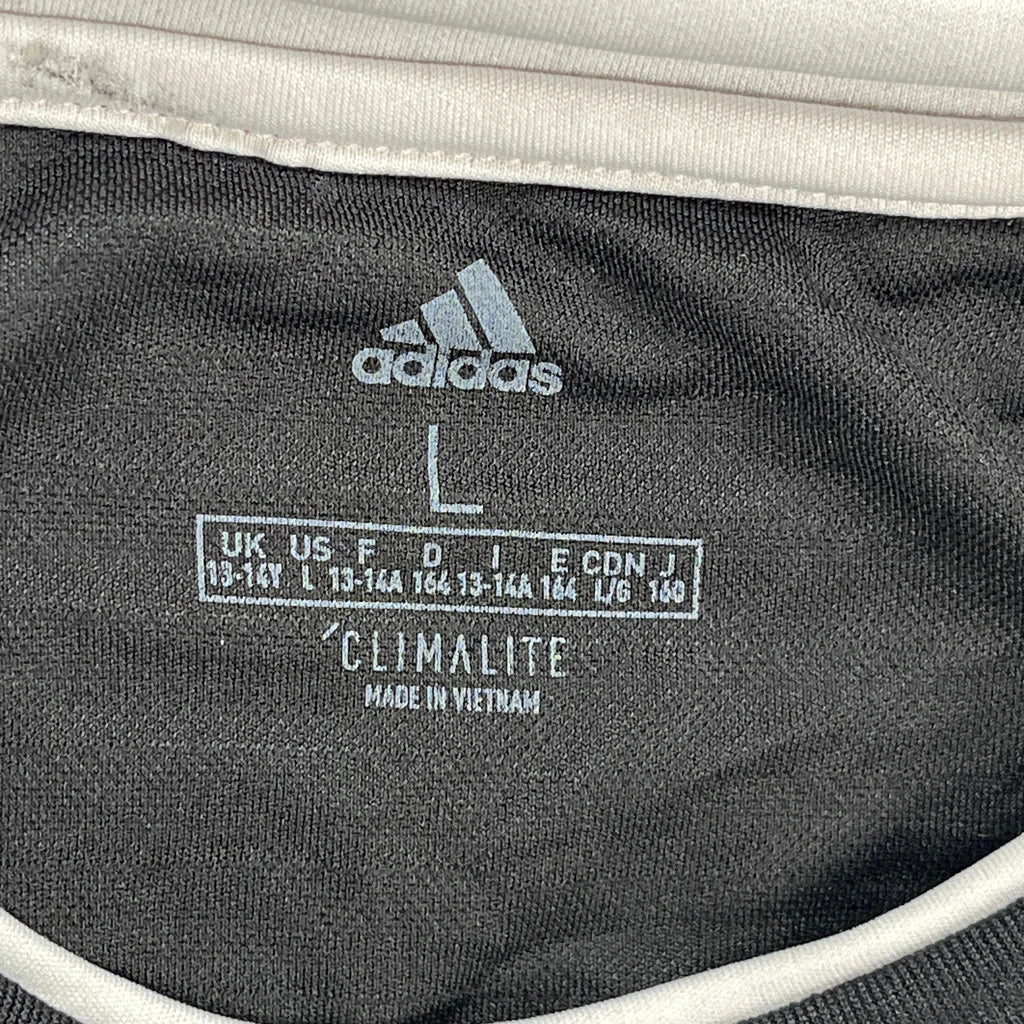 adidas
L
UK US F D I E CDN J
13-14Y L 13-14A 164 13-14A 164 L/G 160
CLIMALITE
MADE IN VIETNAM